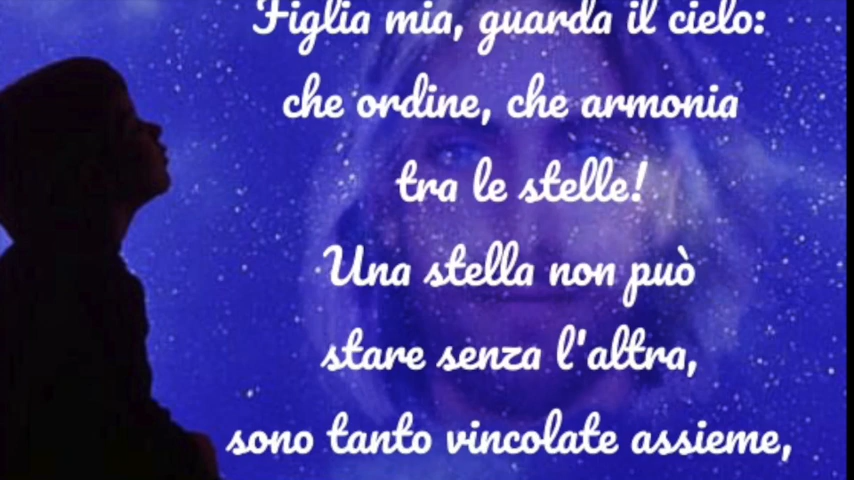 Figlia mia, guarda il cielo:
che ordine, che armonia
tra le stelle!
Una stella non può
stare senza l'altra,
sono tanto vincolate assieme,